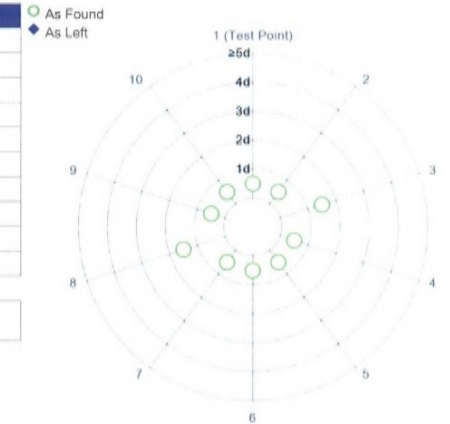 As Found
As Left
1 (Test Point)
≥5d
4d
3d
2d
1d
2
3
4
5
6
7
8
9
10